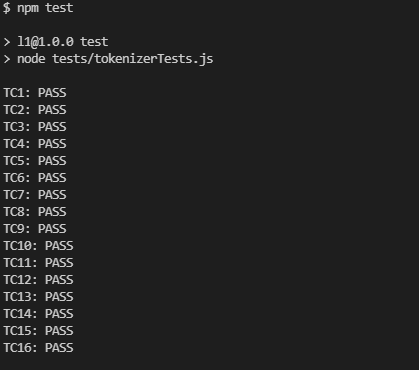 $ npm test
> l1@1.0.0 test
> node tests/tokenizerTests.js
TC1: PASS
TC2: PASS
TC3: PASS
TC4: PASS
TC5: PASS
TC6: PASS
TC7: PASS
TC8: PASS
TC9: PASS
TC10: PASS
TC11: PASS
TC12: PASS
TC13: PASS
TC14: PASS
TC15: PASS
TC16: PASS